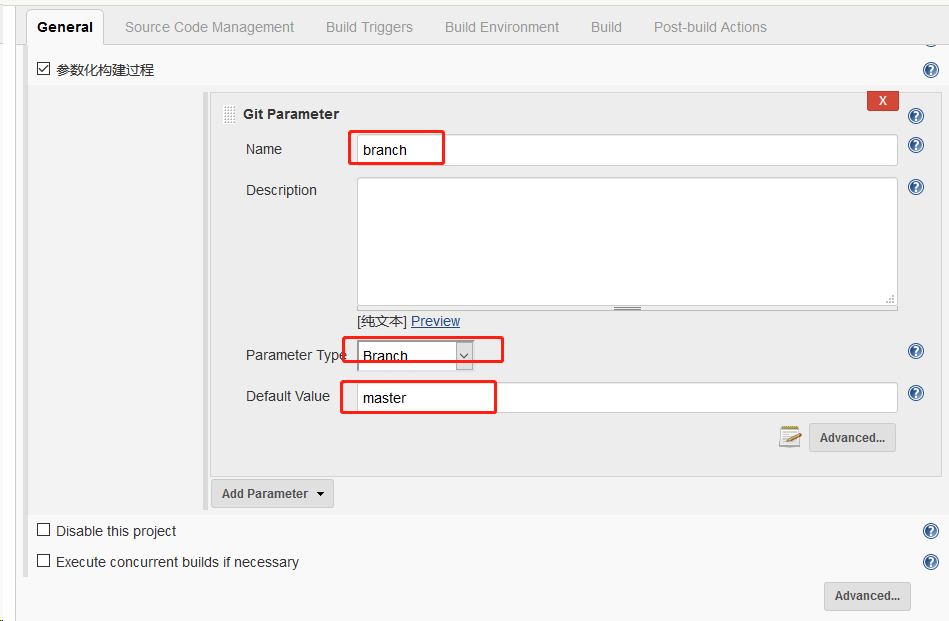 General Source Code Management Build Triggers Build Environment Build Post-build Actions
参数化构建过程
X
Git Parameter
Name branch
Description
[纯文本] Preview
Parameter Type Branch
Default Value master
Advanced...
Add Parameter
Disable this project
Execute concurrent builds if necessary
Advanced...